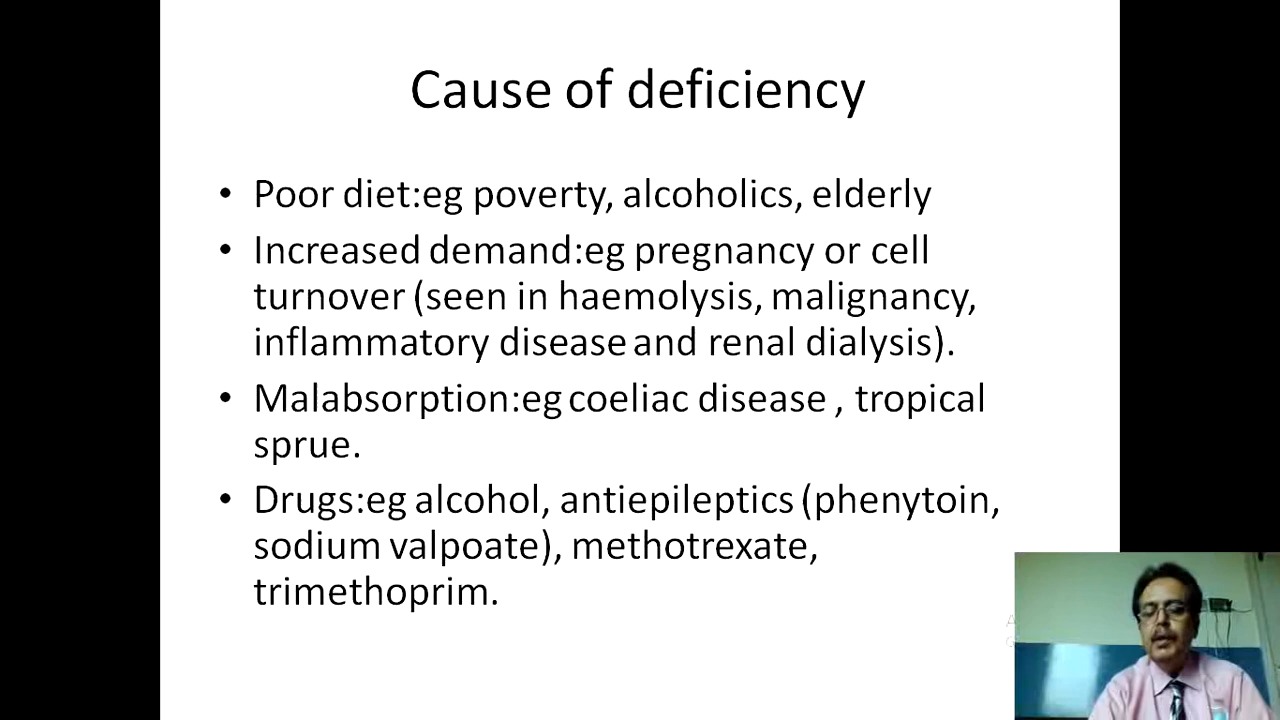 Cause of deficiency
• Poor diet:eg poverty, alcoholics, elderly
• Increased demand:eg pregnancy or cell
turnover (seen in haemolysis, malignancy,
inflammatory disease and renal dialysis).
• Malabsorption:eg coeliac disease , tropical
sprue.
• Drugs:eg alcohol, antiepileptics (phenytoin,
sodium valpoate), methotrexate,
trimethoprim.